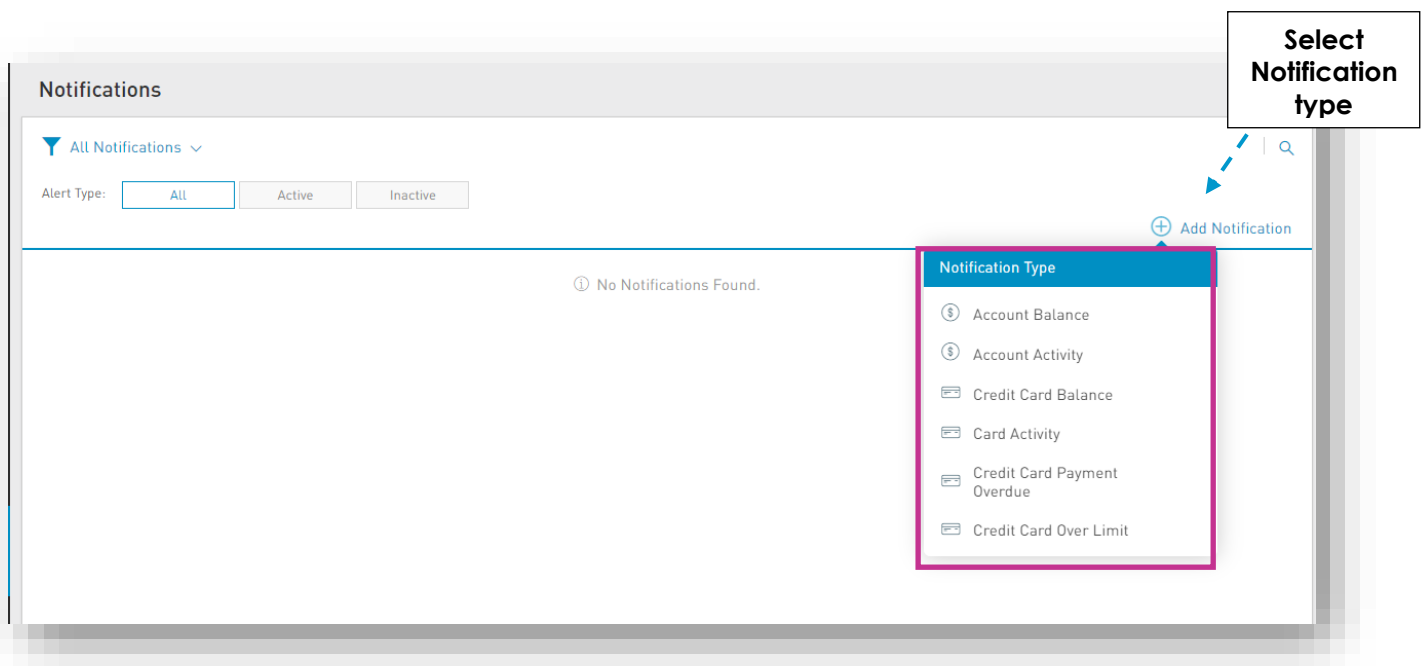 Select
Notification
type
Notifications
All Notifications
Alert Type: All Active Inactive
Add Notification
No Notifications Found.
Notification Type
Account Balance
Account Activity
Credit Card Balance
Card Activity
Credit Card Payment
Overdue
Credit Card Over Limit